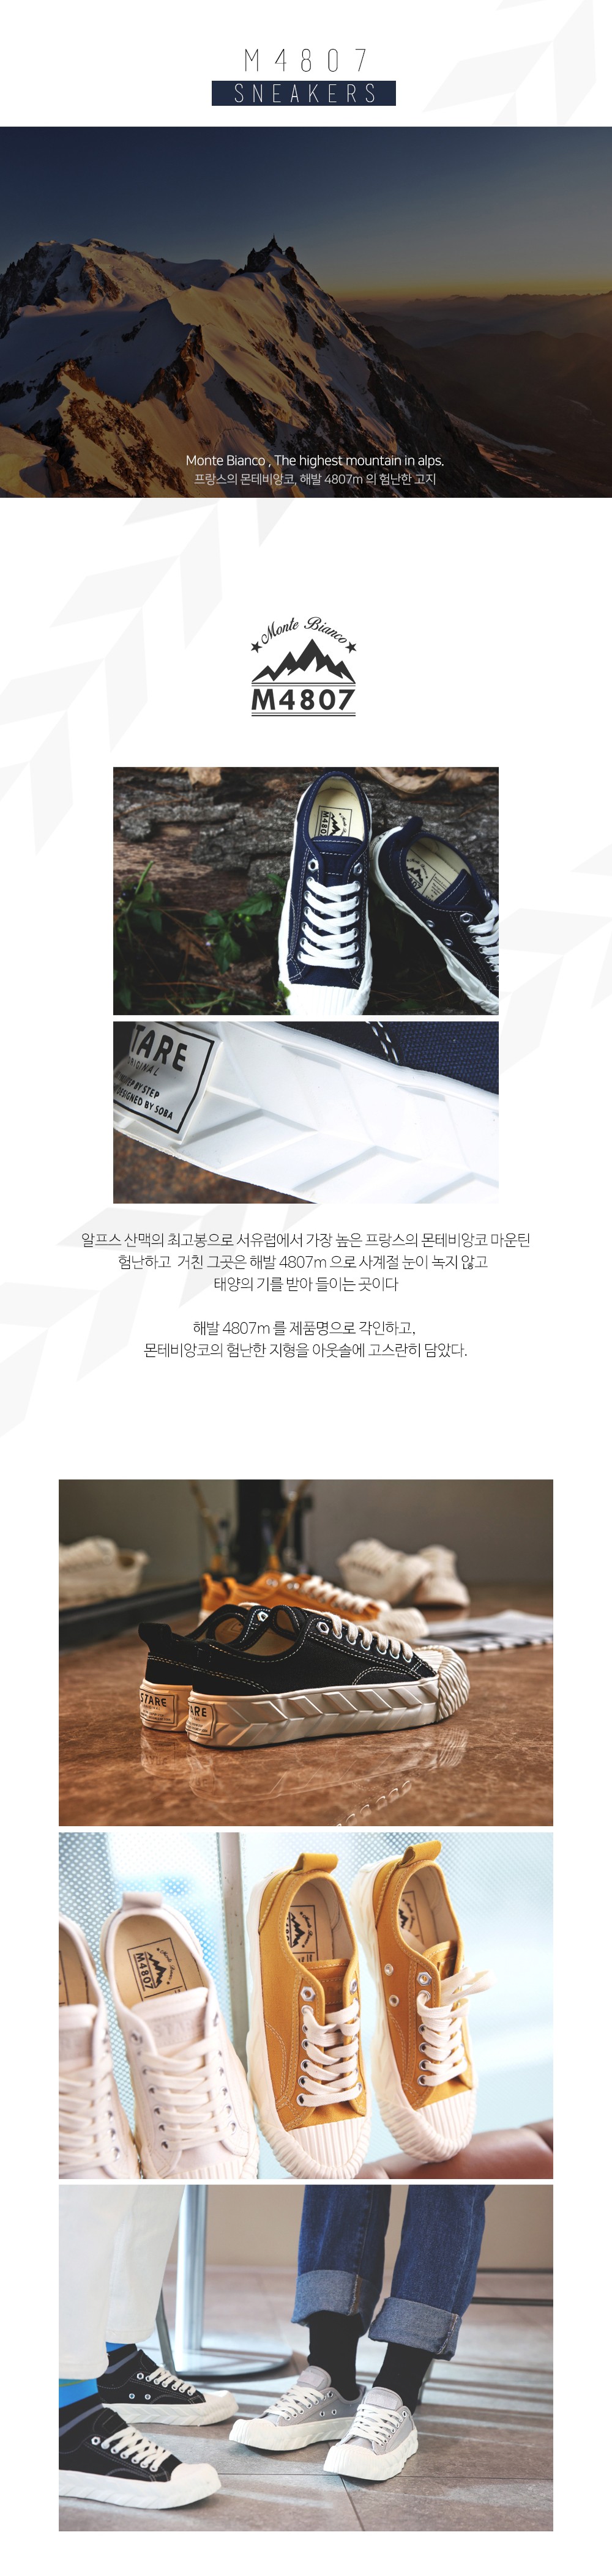 M4807
SNEAKERS
Monte Bianco , The highest mountain in alps.
프랑스의 몬테비앙코, 해발 4807m 의 험난한 고지
Monte Bianco
M4807
M4807
STARE
ORIGINAL
STEP BY STEP
DESIGNED BY SOBA
알프스 산맥의 최고봉으로 서유럽에서 가장 높은 프랑스의 몬테비앙코 마운틴
험난하고 거친 그곳은 해발 4807m 으로 사계절 눈이 녹지 않고
태양의 기를 받아 들이는 곳이다
해발 4807m 를 제품명으로 각인하고,
몬테비앙코의 험난한 지형을 아웃솔에 고스란히 담았다.
STARE
STARE
Monte Bianco
M4807
STARE